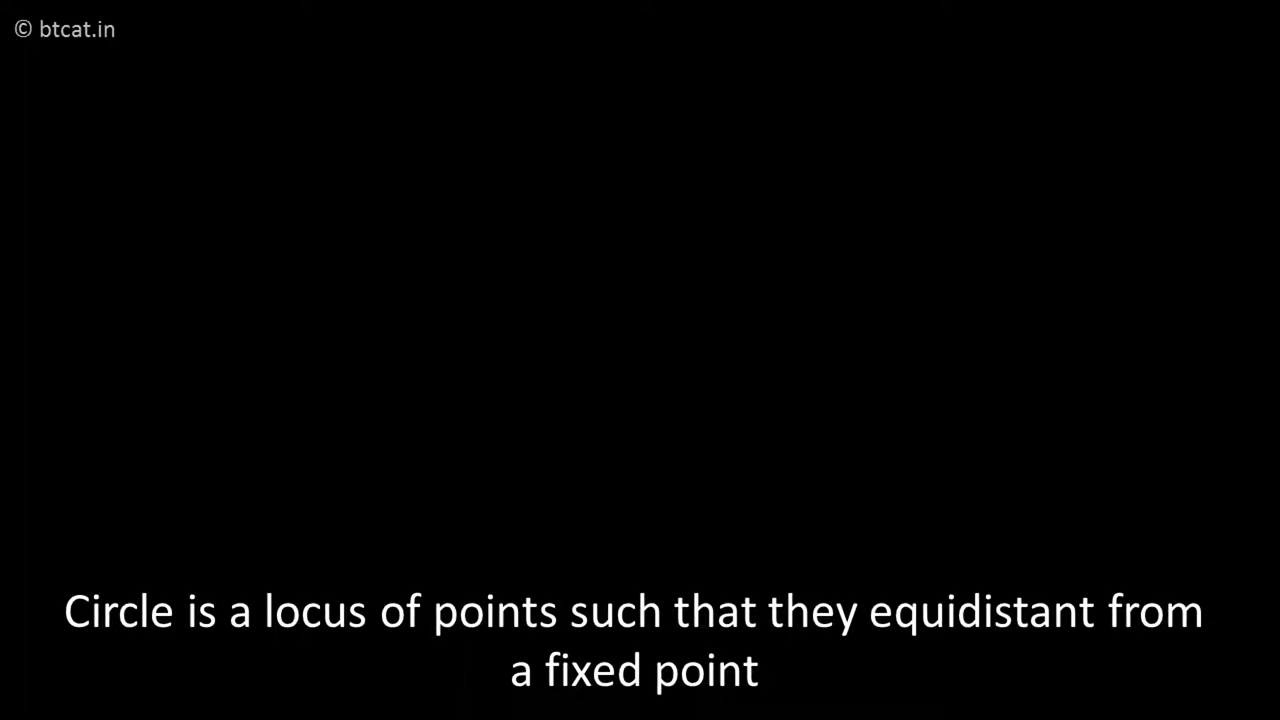 © btcat.in
Circle is a locus of points such that they equidistant from
a fixed point